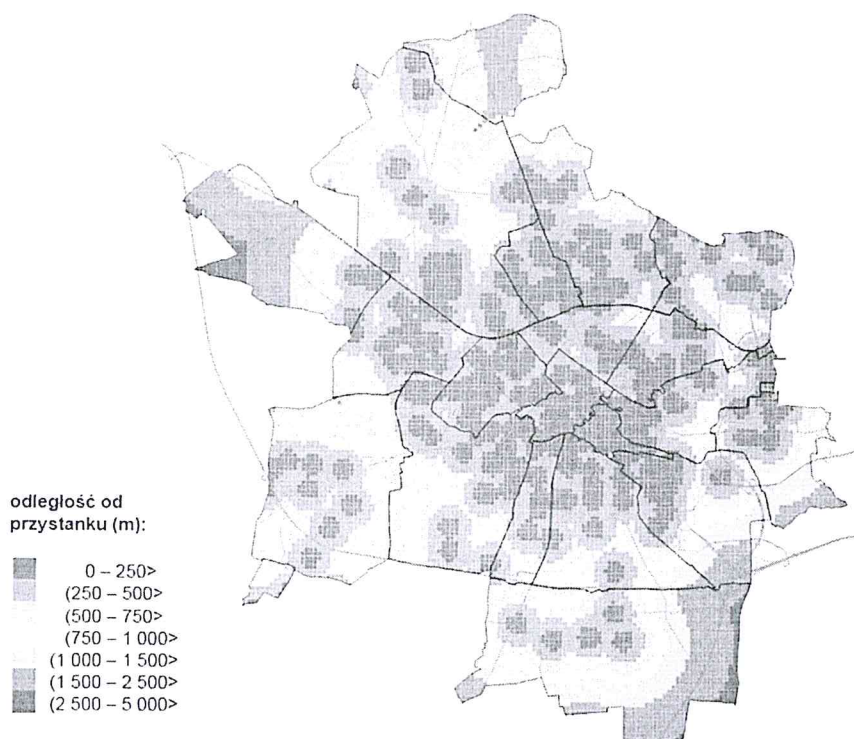 odległość od
przystanku (m):
0 – 250>
(250 – 500>
(500 – 750>
(750 – 1 000>
(1 000 – 1 500>
(1 500 – 2 500>
(2 500 – 5 000>